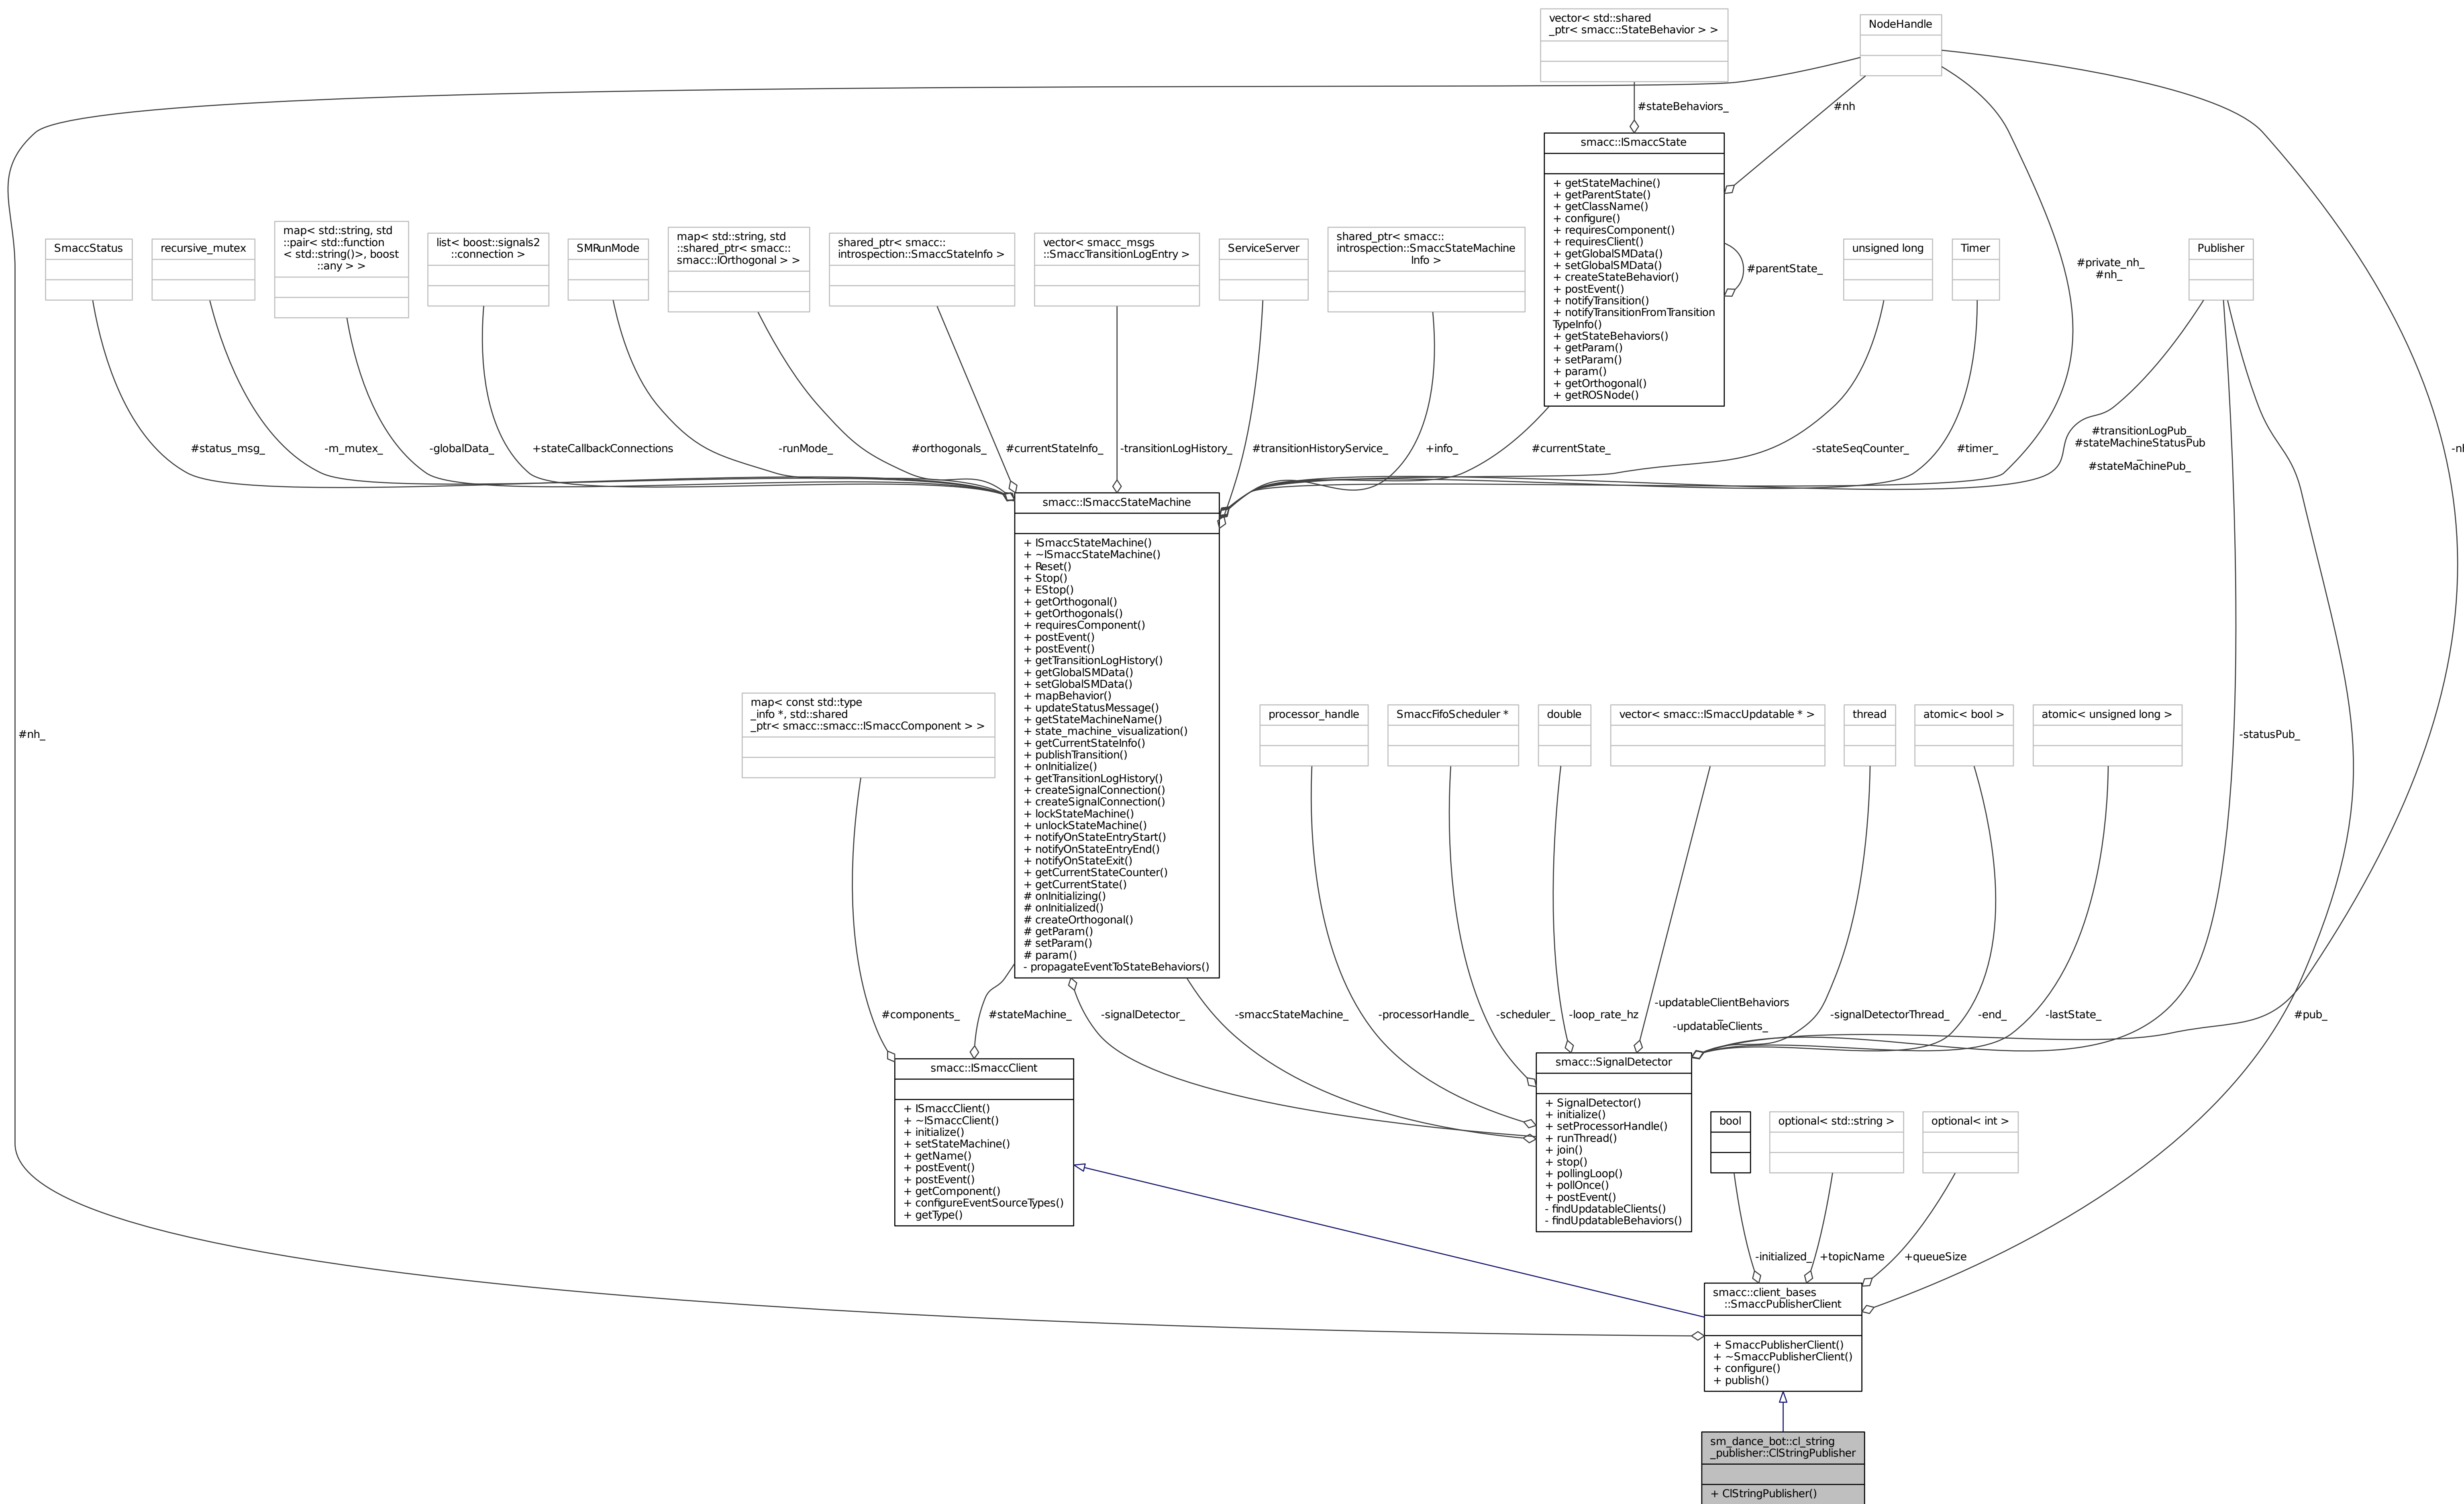 vector< std::shared
_ptr< smacc::StateBehavior > >
NodeHandle
#stateBehaviors_
#nh
smacc::ISmaccState
+ getStateMachine()
+ getParentState()
+ getClassName()
+ configure()
+ requiresComponent()
+ requiresClient()
+ getGlobalSMData()
+ setGlobalSMData()
+ createStateBehavior()
+ postEvent()
+ notifyTransition()
+ notifyTransitionFromTransition
TypeInfo()
+ getStateBehaviors()
+ getParam()
+ setParam()
+ param()
+ getOrthogonal()
+ getROSNode()
#parentState_
SmaccStatus
recursive_mutex
map< std::string, std
::pair< std::function
< std::string()>, boost
::any > >
list< boost::signals2
::connection >
SMRunMode
map< std::string, std
::shared_ptr< smacc::
smacc::IOrthogonal > >
shared_ptr< smacc::
introspection::SmaccStateInfo >
vector< smacc_msgs
::SmaccTransitionLogEntry >
ServiceServer
shared_ptr< smacc::
introspection::SmaccStateMachine
Info >
unsigned long
Timer
#private_nh_
#nh_
Publisher
#status_msg_
-m_mutex_
-globalData_
+stateCallbackConnections
-runMode_
#orthogonals_
#currentStateInfo_
-transitionLogHistory_
#transitionHistoryService_
+info_
#currentState_
-stateSeqCounter_
#timer_
#transitionLogPub_
#stateMachineStatusPub
_
#stateMachinePub_
smacc::ISmaccStateMachine
+ ISmaccStateMachine()
+ ~ISmaccStateMachine()
+ Reset()
+ Stop()
+ EStop()
+ getOrthogonal()
+ getOrthogonals()
+ requiresComponent()
+ postEvent()
+ postEvent()
+ getTransitionLogHistory()
+ getGlobalSMData()
+ setGlobalSMData()
+ mapBehavior()
+ updateStatusMessage()
+ getStateMachineName()
+ state_machine_visualization()
+ getCurrentStateInfo()
+ publishTransition()
+ onInitialize()
+ getTransitionLogHistory()
+ createSignalConnection()
+ createSignalConnection()
+ lockStateMachine()
+ unlockStateMachine()
+ notifyOnStateEntryStart()
+ notifyOnStateEntryEnd()
+ notifyOnStateExit()
+ getCurrentStateCounter()
+ getCurrentState()
# onInitializing()
# onInitialized()
# createOrthogonal()
# getParam()
# setParam()
# param()
- propagateEventToStateBehaviors()
#nh_
map< const std::type
_info *, std::shared
_ptr< smacc::smacc::ISmaccComponent > >
processor_handle
SmaccFifoScheduler *
double
vector< smacc::ISmaccUpdatable * >
thread
atomic< bool >
atomic< unsigned long >
-statusPub_
#components_
#stateMachine_
-signalDetector_
-smaccStateMachine_
-processorHandle_
-scheduler_
-loop_rate_hz
-updatableClientBehaviors
_
-updatableClients_
-signalDetectorThread_
-end_
-lastState_
#pub_
smacc::ISmaccClient
+ ISmaccClient()
+ ~ISmaccClient()
+ initialize()
+ setStateMachine()
+ getName()
+ postEvent()
+ postEvent()
+ getComponent()
+ configureEventSourceTypes()
+ getType()
smacc::SignalDetector
+ SignalDetector()
+ initialize()
+ setProcessorHandle()
+ runThread()
+ join()
+ stop()
+ pollingLoop()
+ pollOnce()
+ postEvent()
- findUpdatableClients()
- findUpdatableBehaviors()
bool
optional< std::string >
optional< int >
-initialized_
+topicName
+queueSize
smacc::client_bases
::SmaccPublisherClient
+ SmaccPublisherClient()
+ ~SmaccPublisherClient()
+ configure()
+ publish()
sm_dance_bot::cl_string
_publisher::ClStringPublisher
+ ClStringPublisher()